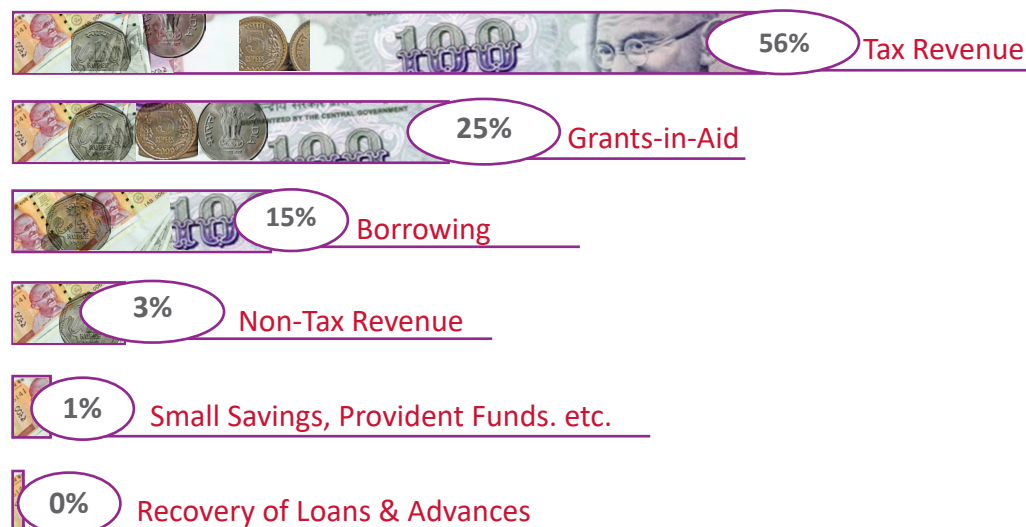 56%
Tax Revenue
25%
Grants-in-Aid
15%
Borrowing
3%
Non-Tax Revenue
1%
Small Savings, Provident Funds. etc.
0%
Recovery of Loans & Advances